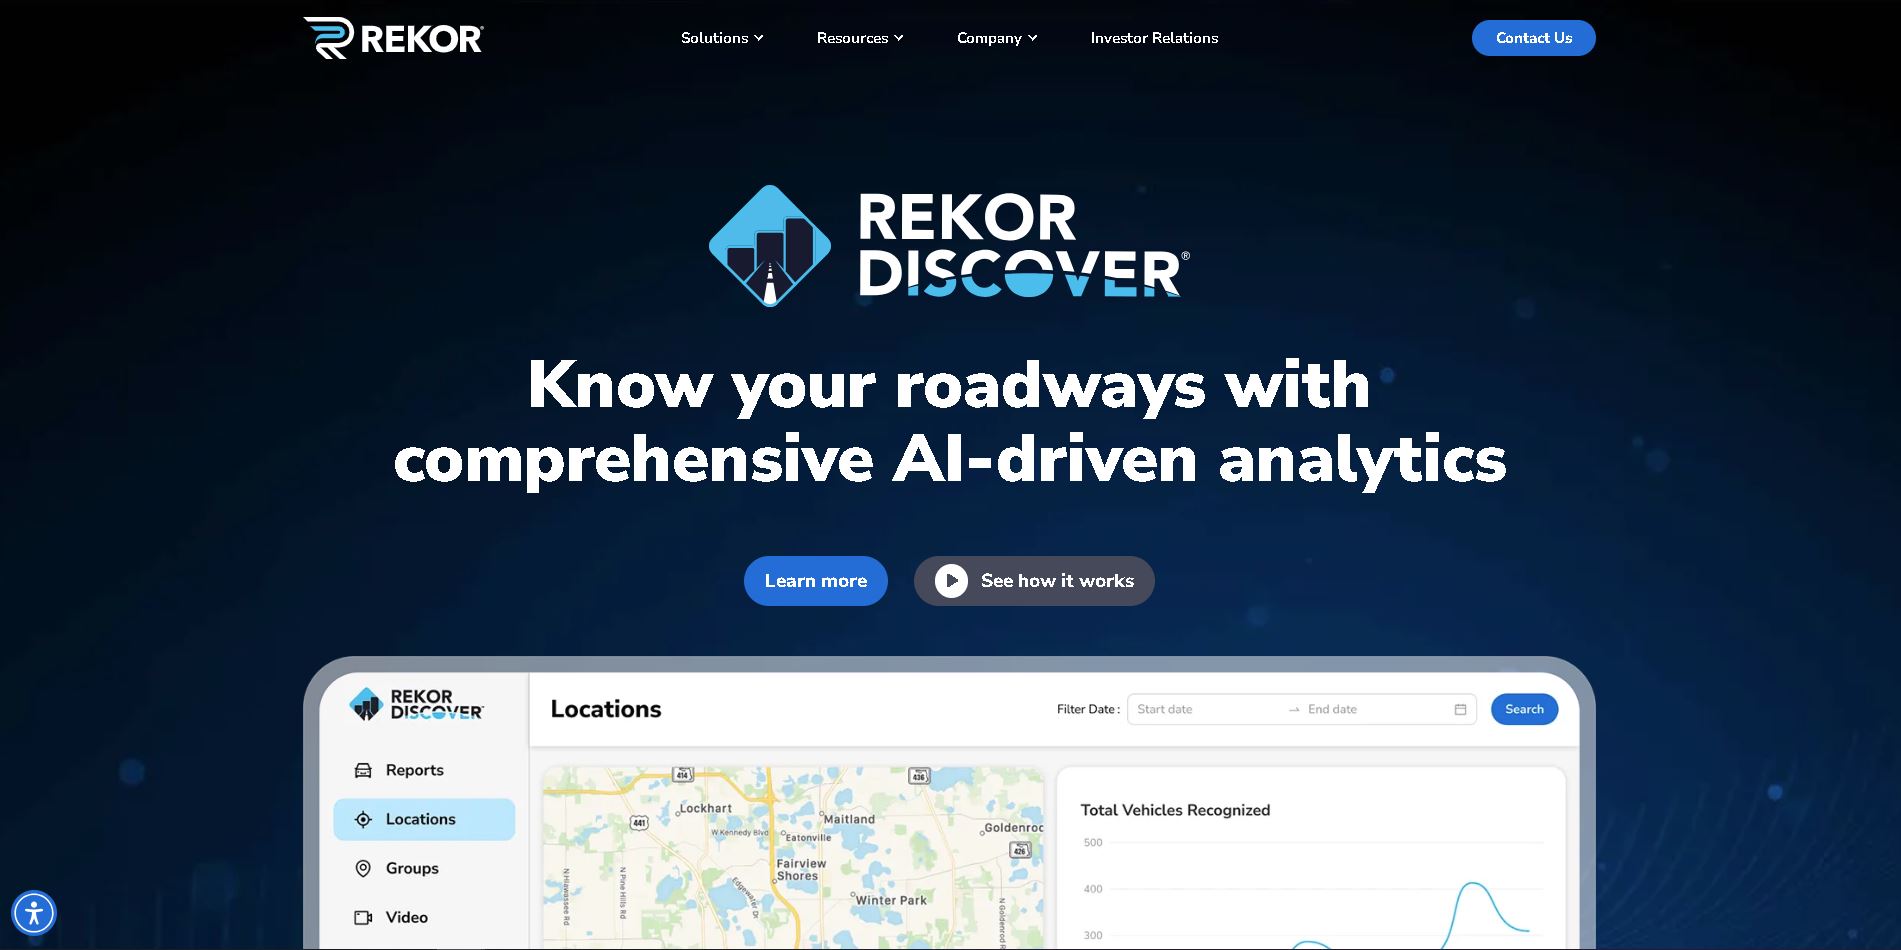 REKOR
Solutions
Resources
Company
Investor Relations
Contact Us
REKOR
DISCOVER®
Know your roadways with
comprehensive AI-driven analytics
Learn more
See how it works
REKOR
DISCOVER
Locations
Filter Date :
Start date
End date
Search
Reports
Locations
Groups
Video
414
436
Lockhart
441
Maitland
W Kennedy Blvd
Eatonville
Goldenrod
426
Fairview
Shores
N Hiawassee Rd
N Pine Hills Rd
Edgewater Dr
Winter Park
N Goldenrod R
Total Vehicles Recognized
500
400
300